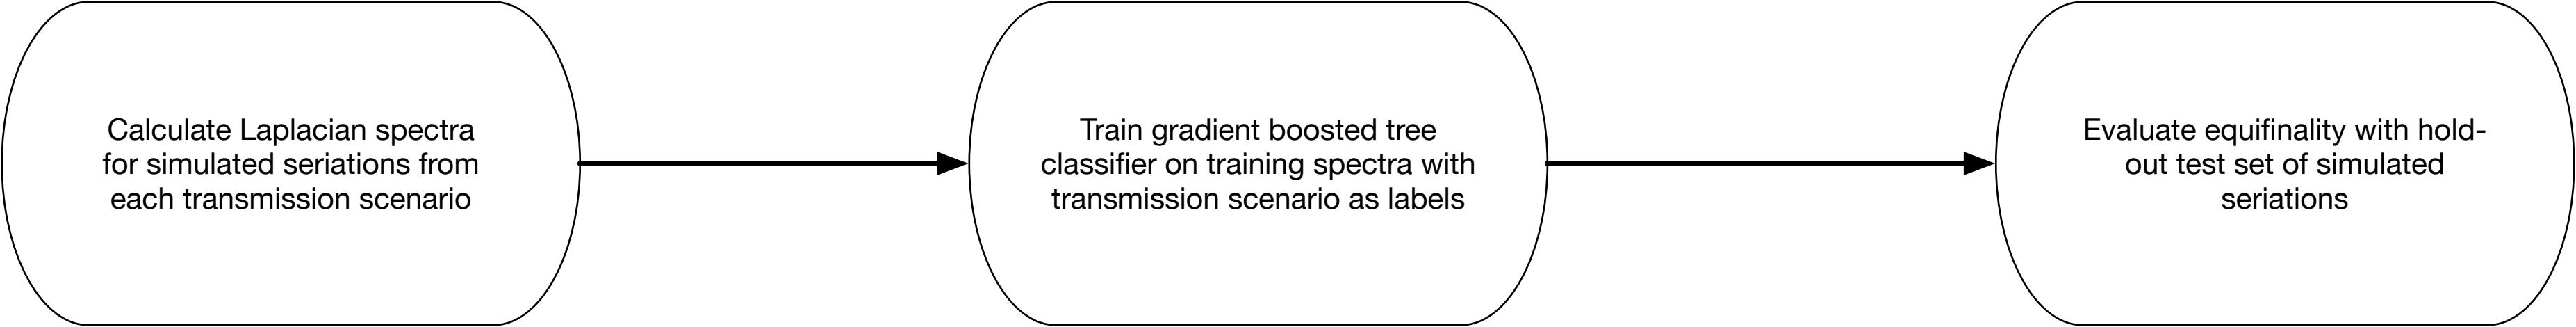 Calculate Laplacian spectra
for simulated seriations from
each transmission scenario
Train gradient boosted tree
classifier on training spectra with
transmission scenario as labels
Evaluate equifinality with hold-
out test set of simulated
seriations